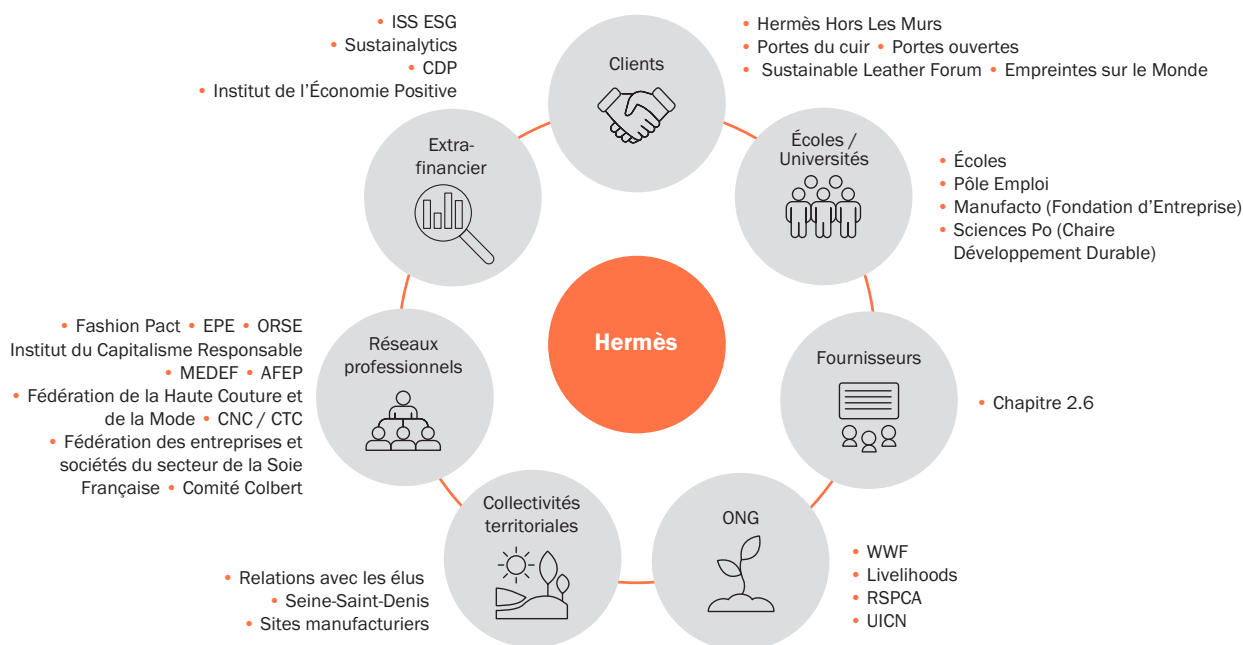 • ISS ESG
• Sustainalytics
• CDP
• Institut de l'Économie Positive
Clients
• Hermès Hors Les Murs
• Portes du cuir • Portes ouvertes
• Sustainable Leather Forum • Empreintes sur le Monde
Extra-
financier
Écoles /
Universités
• Écoles
• Pôle Emploi
• Manufacto (Fondation d'Entreprise)
• Sciences Po (Chaire
Développement Durable)
Hermès
• Fashion Pact • EPE • ORSE
Institut du Capitalisme Responsable
• MEDEF • AFEP
• Fédération de la Haute Couture et
de la Mode • CNC / CTC
• Fédération des entreprises et
sociétés du secteur de la Soie
Française • Comité Colbert
Réseaux
professionnels
Fournisseurs
• Chapitre 2.6
Collectivités
territoriales
• Relations avec les élus
• Seine-Saint-Denis
• Sites manufacturiers
ONG
• WWF
• Livelihoods
• RSPCA
• UICN